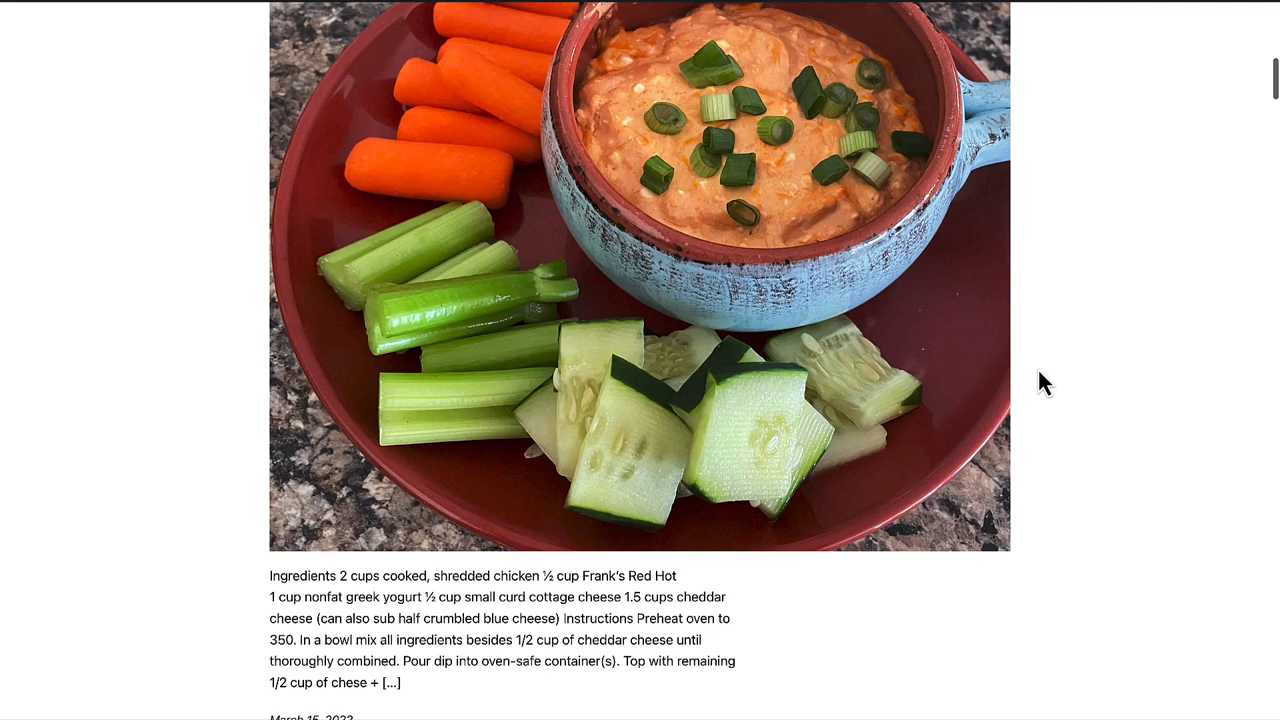 Ingredients 2 cups cooked, shredded chicken ½ cup Frank's Red Hot
1 cup nonfat greek yogurt ½ cup small curd cottage cheese 1.5 cups cheddar
cheese (can also sub half crumbled blue cheese) Instructions Preheat oven to
350. In a bowl mix all ingredients besides 1/2 cup of cheddar cheese until
thoroughly combined. Pour dip into oven-safe container(s). Top with remaining
1/2 cup of chese + [...]
March 15, 2022